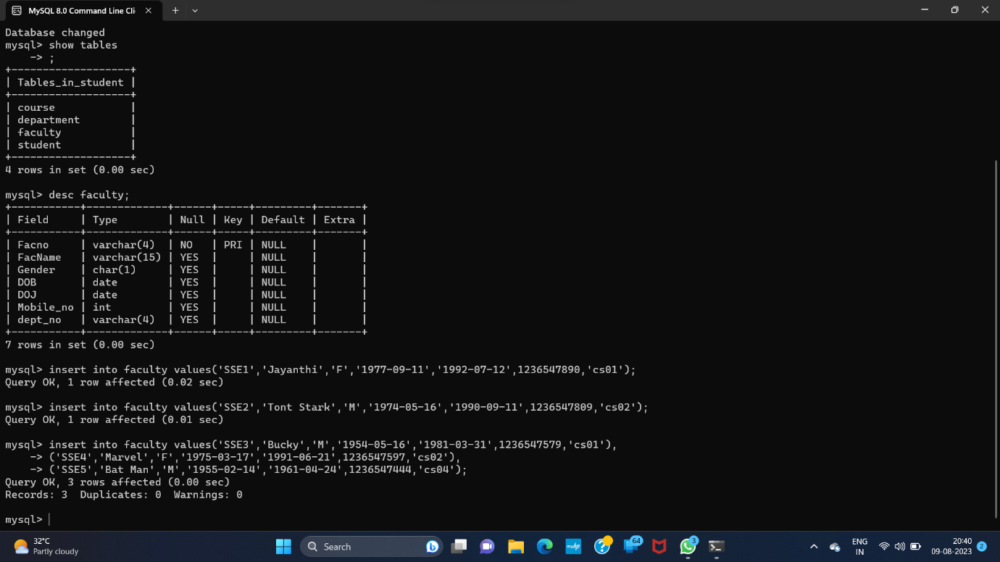 MySQL 8.0 Command Line Cli
Database changed
mysql> show tables
    -> ;
+-------------------+
| Tables_in_student |
+-------------------+
| course            |
| department        |
| faculty           |
| student           |
+-------------------+
4 rows in set (0.00 sec)
mysql> desc faculty;
+-----------+-------------+------+-----+---------+-------+
| Field     | Type        | Null | Key | Default | Extra |
+-----------+-------------+------+-----+---------+-------+
| Facno     | varchar(4)  | NO   | PRI | NULL    |       |
| FacName   | varchar(15) | YES  |     | NULL    |       |
| Gender    | char(1)     | YES  |     | NULL    |       |
| DOB       | date        | YES  |     | NULL    |       |
| DOJ       | date        | YES  |     | NULL    |       |
| Mobile_no | int         | YES  |     | NULL    |       |
| dept_no   | varchar(4)  | YES  |     | NULL    |       |
+-----------+-------------+------+-----+---------+-------+
7 rows in set (0.00 sec)
mysql> insert into faculty values('SSE1','Jayanthi','F','1977-09-11','1992-07-12',1236547890,'cs01');
Query OK, 1 row affected (0.02 sec)
mysql> insert into faculty values('SSE2','Tont Stark','M','1974-05-16','1990-09-11',1236547809,'cs02');
Query OK, 1 row affected (0.01 sec)
mysql> insert into faculty values('SSE3','Bucky','M','1954-05-16','1981-03-31',1236547579,'cs01'),
    -> ('SSE4','Marvel','F','1975-03-17','1991-06-21',1236547597,'cs02'),
    -> ('SSE5','Bat Man','M','1955-02-14','1961-04-24',1236547444,'cs04');
Query OK, 3 rows affected (0.00 sec)
Records: 3  Duplicates: 0  Warnings: 0
mysql>
32°C
Partly cloudy
Search
myhp
64
3
ENG
IN
20:40
09-08-2023
2